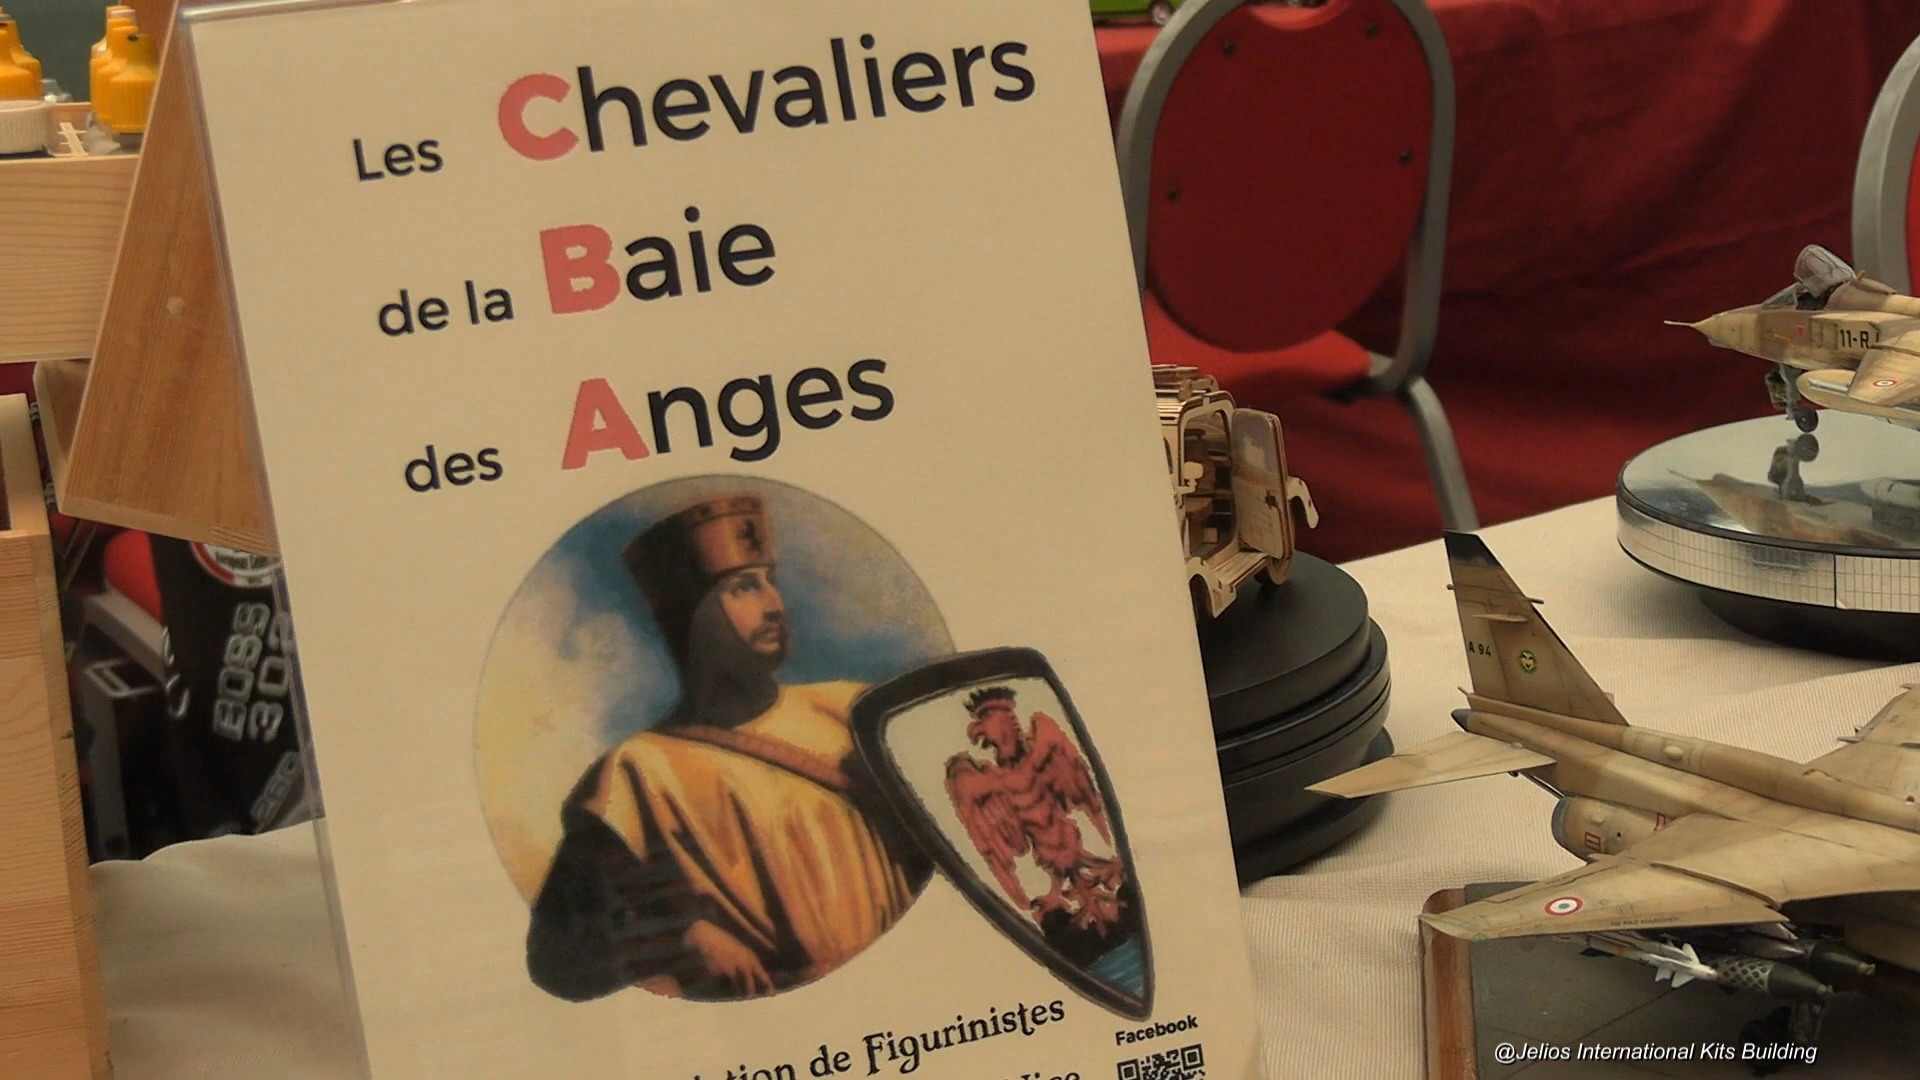 Les Chevaliers
de la Baie
des Anges
de Figurinistes
Facebook
BOSS
302
11-R
A 94
@Jelios International Kits Building